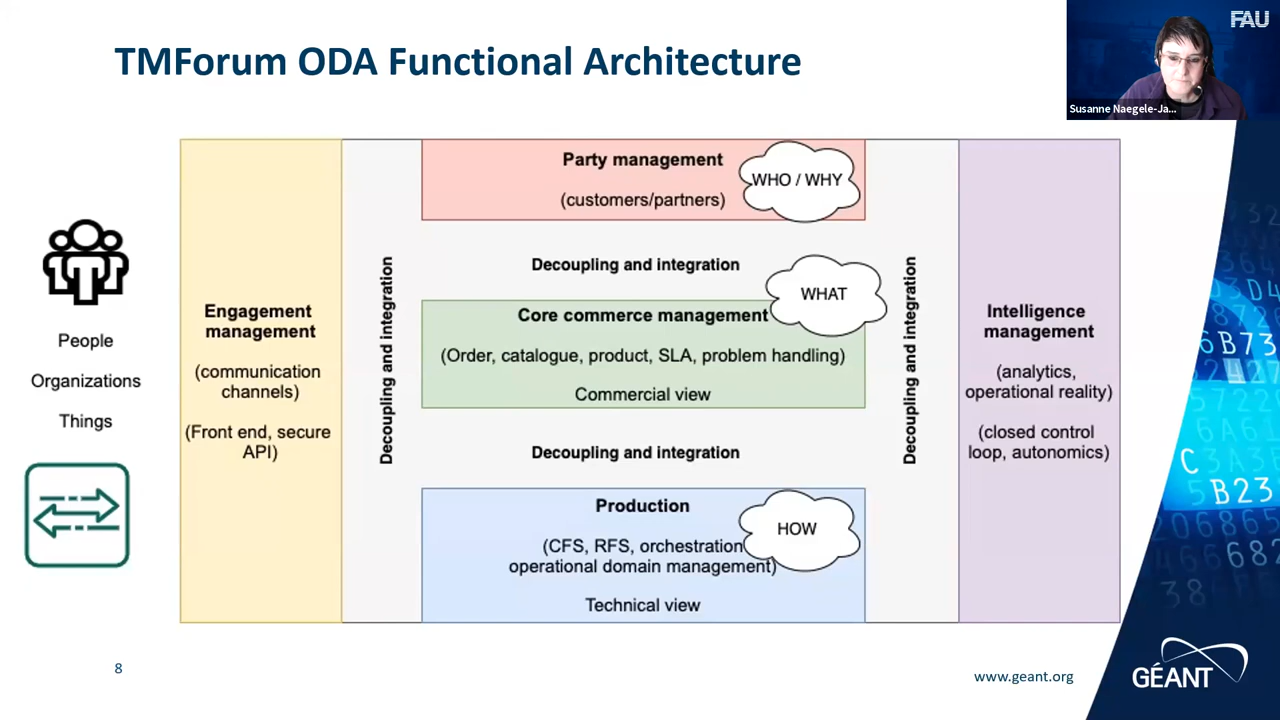 TMForum ODA Functional Architecture
FAU
Susanne Naegele-Ja...
People
Organizations
Things
Engagement
management
(communication
channels)
(Front end, secure
API)
Decoupling and integration
Party management
(customers/partners)
WHO / WHY
Decoupling and integration
WHAT
Core commerce management
(Order, catalogue, product, SLA, problem handling)
Commercial view
Decoupling and integration
Production
HOW
(CFS, RFS, orchestration
operational domain management)
Technical view
Decoupling and integration
Intelligence
management
(analytics,
operational reality)
(closed control
loop, autonomics)
8
www.geant.org
GÉANT